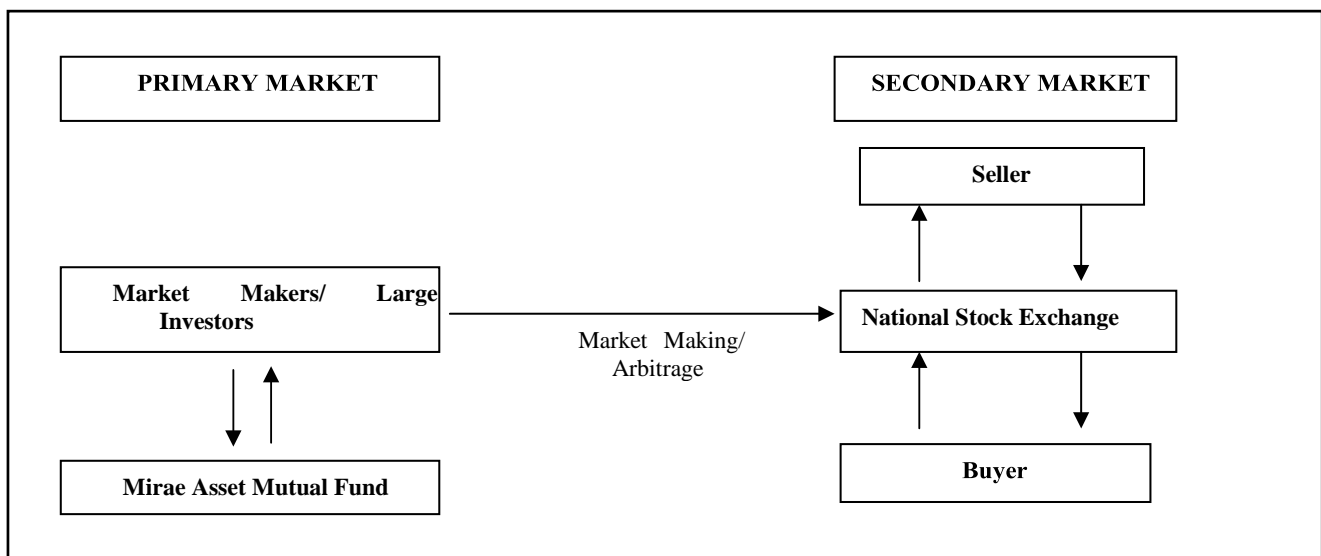 PRIMARY MARKET
SECONDARY MARKET
Seller
Market Makers/ Large
Investors
National Stock Exchange
Market Making/
Arbitrage
Mirae Asset Mutual Fund
Buyer